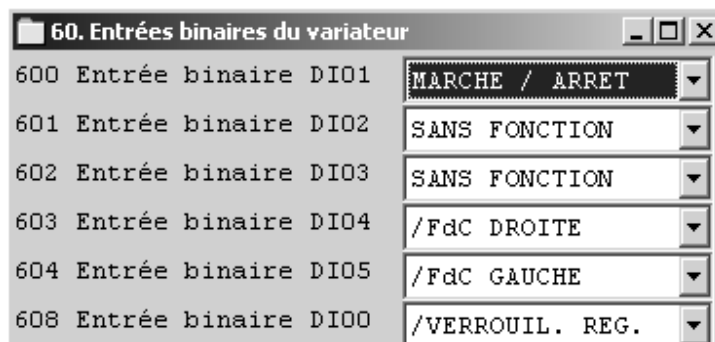 60. Entrées binaires du variateur
600 Entrée binaire DI01 MARCHE / ARRET
601 Entrée binaire DI02 SANS FONCTION
602 Entrée binaire DI03 SANS FONCTION
603 Entrée binaire DI04 /FdC DROITE
604 Entrée binaire DI05 /FdC GAUCHE
608 Entrée binaire DI00 /VERROUIL. REG.